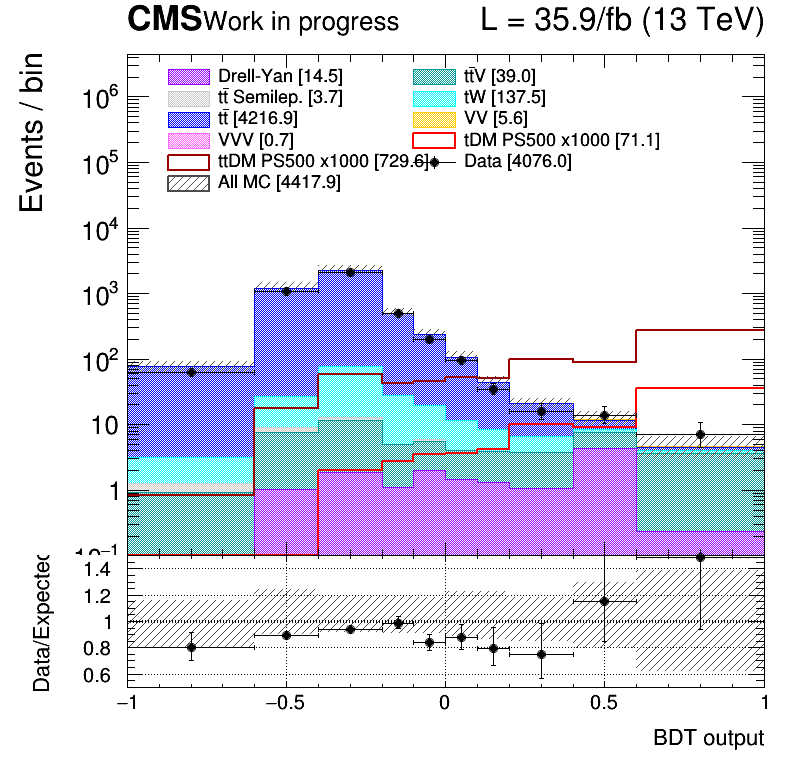 CMS Work in progress L = 35.9/fb (13 TeV)
Events / bin
Drell-Yan [14.5] tt̄V [39.0]
tt̄ Semilep. [3.7] tW [137.5]
tt̄ [4216.9] VV [5.6]
VVV [0.7] tDM PS500 x1000 [71.1]
ttDM PS500 x1000 [729.6] Data [4076.0]
All MC [4417.9]
10⁶
10⁵
10⁴
10³
10²
10
1
10⁻¹
Data/Expected
1.4
1.2
1
0.8
0.6
−1 −0.5 0 0.5 1
BDT output